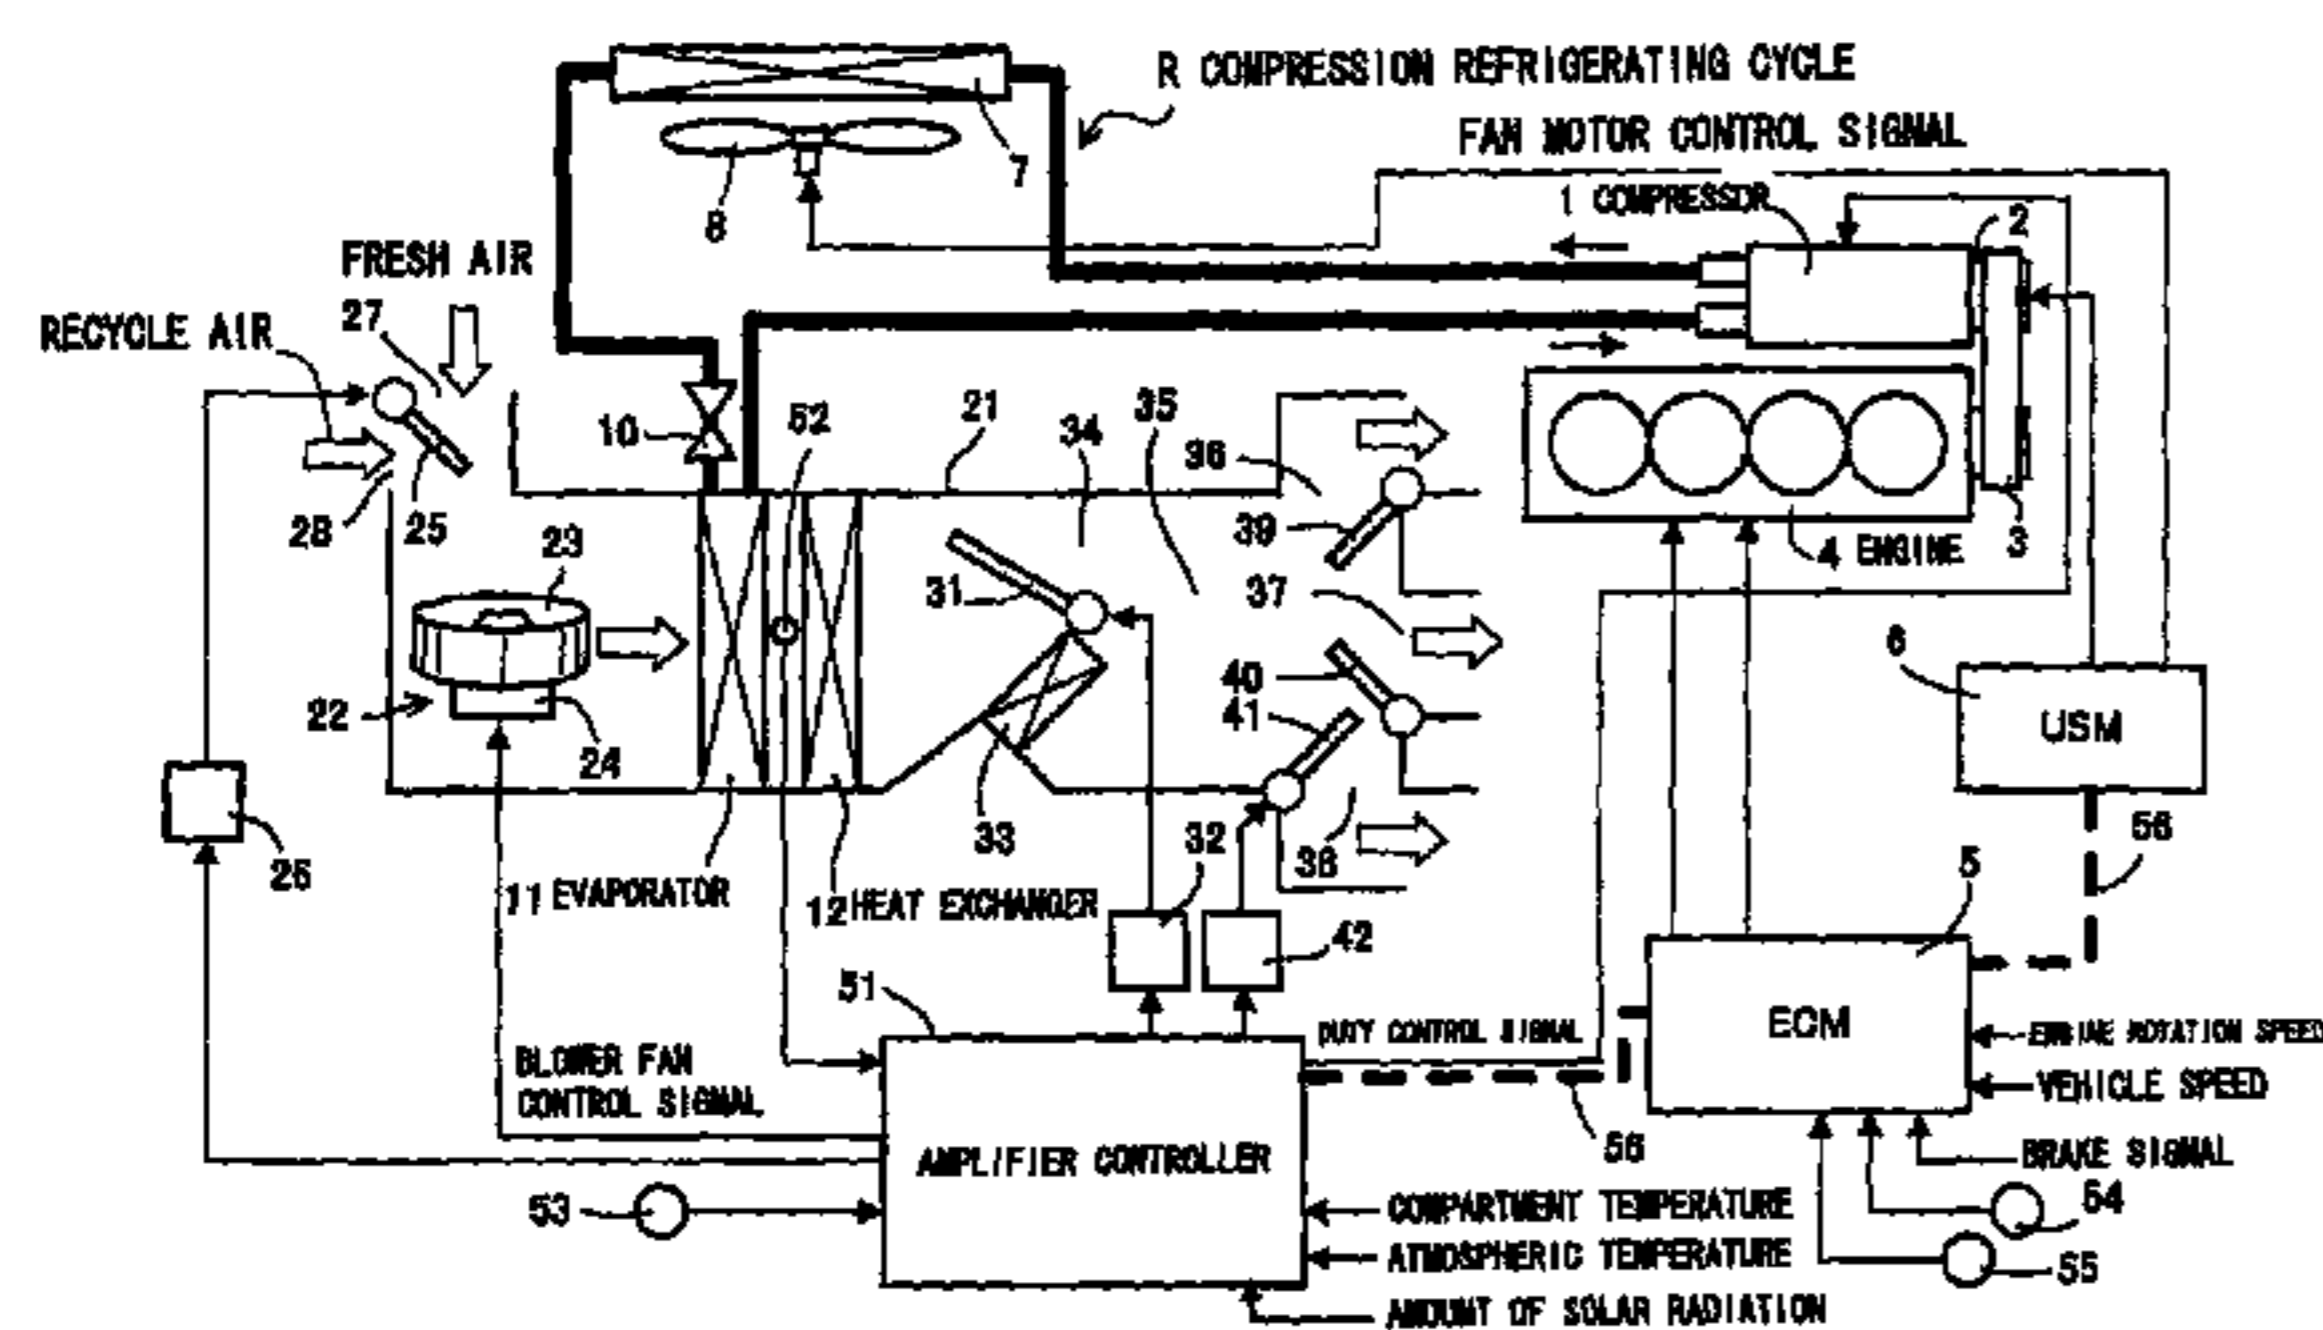 R COMPRESSION REFRIGERATING CYCLE
FAN MOTOR CONTROL SIGNAL
7
8
1 COMPRESSOR
2
FRESH AIR
27
RECYCLE AIR
10
52
21
34
35
36
39
28
25
23
31
37
4 ENGINE
3
6
USM
40
41
22
24
33
32
38
56
26
11 EVAPORATOR
12 HEAT EXCHANGER
42
5
51
DUTY CONTROL SIGNAL
ECM
ENGINE ROTATION SPEED
BLOWER FAN
CONTROL SIGNAL
VEHICLE SPEED
AMPLIFIER CONTROLLER
56
BRAKE SIGNAL
53
COMPARTMENT TEMPERATURE
54
ATMOSPHERIC TEMPERATURE
55
AMOUNT OF SOLAR RADIATION